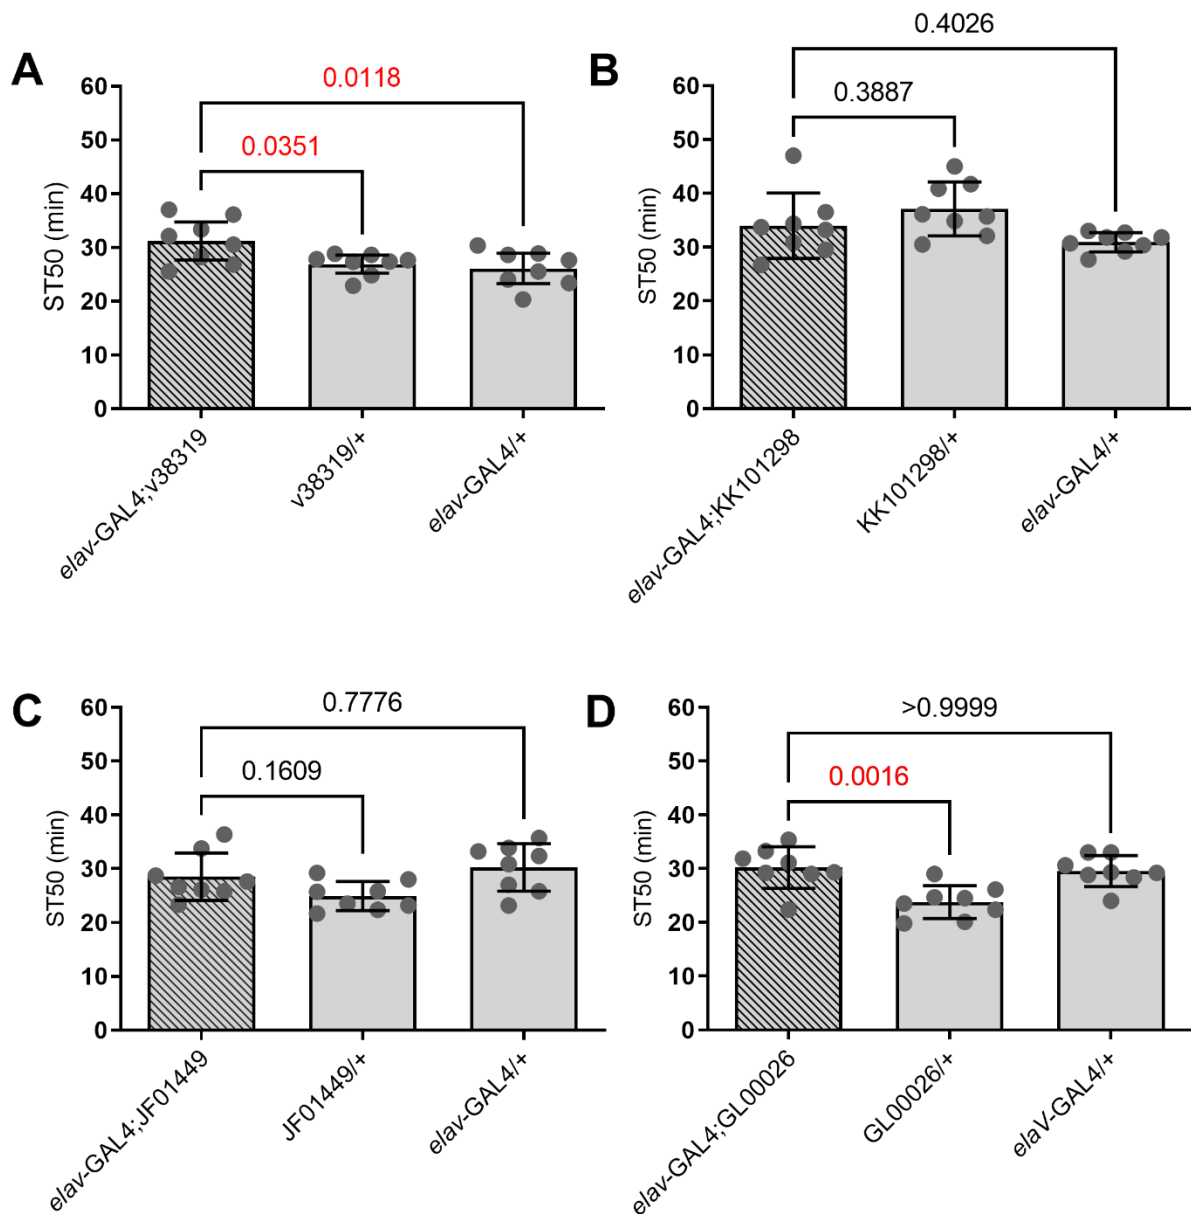 A
0.0118
0.0351
ST50 (min)
60
50
40
30
20
10
0
elav-GAL4;v38319
v38319/+
elav-GAL4/+
B
0.4026
0.3887
ST50 (min)
60
50
40
30
20
10
0
elav-GAL4;KK101298
KK101298/+
elav-GAL4/+
C
0.7776
0.1609
ST50 (min)
60
50
40
30
20
10
0
elav-GAL4;JF01449
JF01449/+
elav-GAL4/+
D
>0.9999
0.0016
ST50 (min)
60
50
40
30
20
10
0
elav-GAL4;GL00026
GL00026/+
elaV-GAL4/+